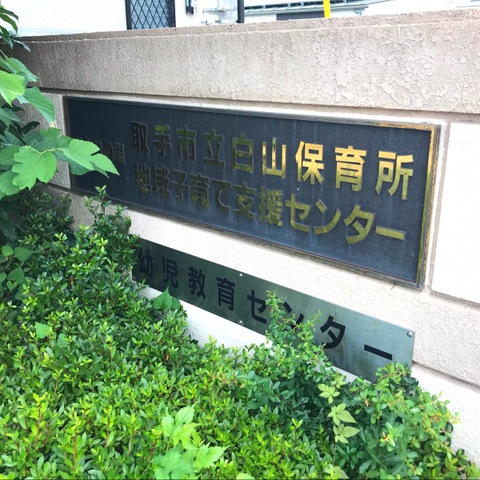 取手市立白山保育所
地域子育て支援センター
幼児教育センター